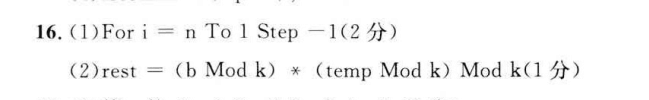 16. (1)For i = n To 1 Step −1(2 分)
(2)rest = (b Mod k) * (temp Mod k) Mod k(1 分)